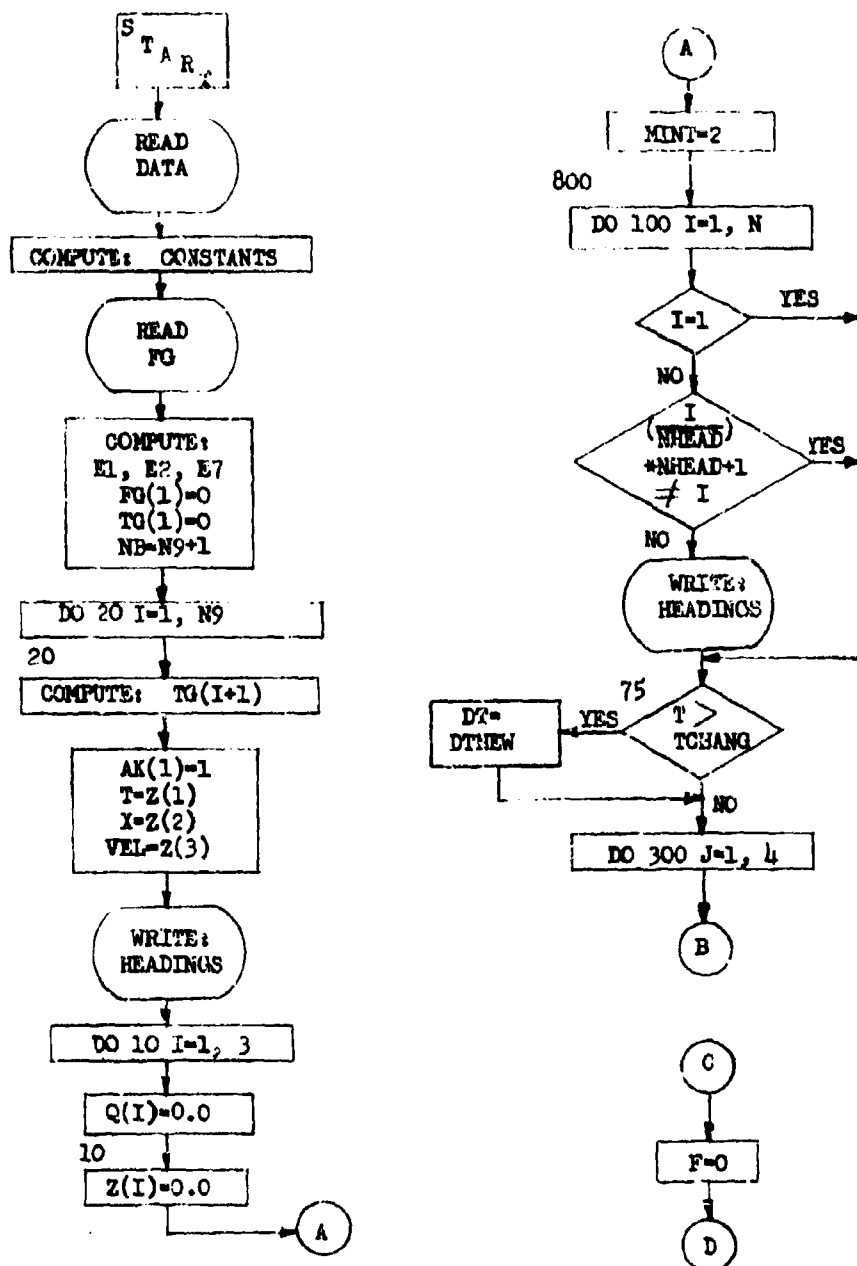 START
READ
DATA
COMPUTE: CONSTANTS
READ
FG
COMPUTE:
E1, E2, E7
FG(1)=0
TG(1)=0
NB=N9+1
DO 20 I=1, N9
20
COMPUTE: TG(I+1)
AK(1)=1
T=Z(1)
X=Z(2)
VEL=Z(3)
WRITE:
HEADINGS
DO 10 I=1, 3
Q(I)=0.0
10
Z(I)=0.0
A
A
MINT=2
800
DO 100 I=1, N
I=1
YES
NO
(I
NHEAD)
*NHEAD+1
≠ I
YES
NO
WRITE:
HEADINGS
75
T >
TCHANG
YES
DT=
DTNEW
NO
DO 300 J=1, 4
B
C
F=0
D